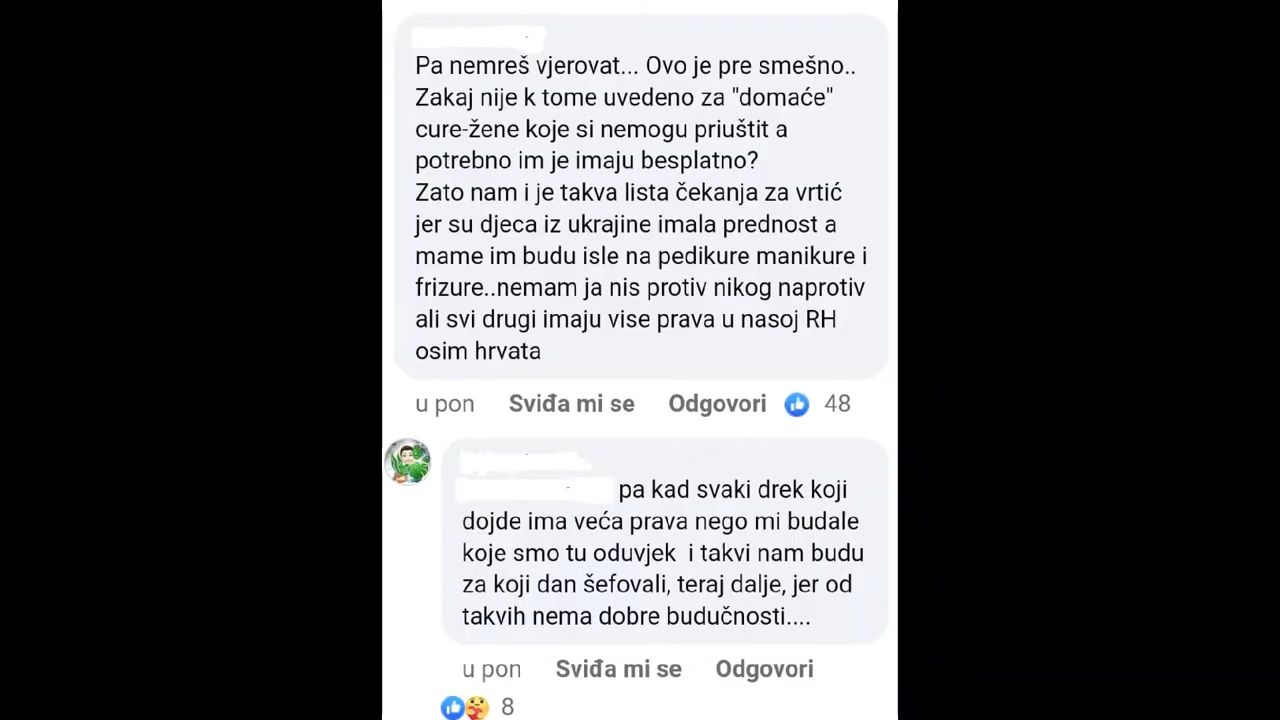 Pa nemreš vjerovat... Ovo je pre smešno..
Zakaj nije k tome uvedeno za "domaće"
cure-žene koje si nemogu priuštit a
potrebno im je imaju besplatno?
Zato nam i je takva lista čekanja za vrtić
jer su djeca iz ukrajine imala prednost a
mame im budu isle na pedikure manikure i
frizure..nemam ja nis protiv nikog naprotiv
ali svi drugi imaju vise prava u nasoj RH
osim hrvata
u pon Sviđa mi se Odgovori 48
pa kad svaki drek koji
dojde ima veća prava nego mi budale
koje smo tu oduvjek i takvi nam budu
za koji dan šefovali, teraj dalje, jer od
takvih nema dobre budučnosti....
u pon Sviđa mi se Odgovori
8